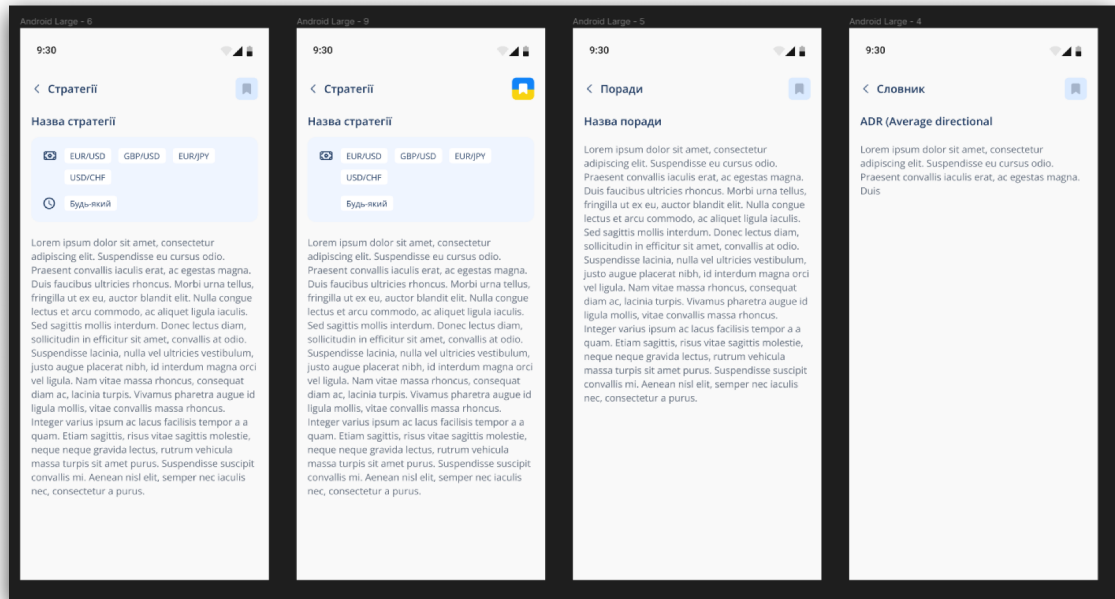 Android Large - 6
9:30
Стратегії
Назва стратегії
EUR/USD GBP/USD EUR/JPY
USD/CHF
Будь-який
Lorem ipsum dolor sit amet, consectetur
adipiscing elit. Suspendisse eu cursus odio.
Praesent convallis iaculis erat, ac egestas magna.
Duis faucibus ultricies rhoncus. Morbi urna tellus,
fringilla ut ex eu, auctor blandit elit. Nulla congue
lectus et arcu commodo, ac aliquet ligula iaculis.
Sed sagittis mollis interdum. Donec lectus diam,
sollicitudin in efficitur sit amet, convallis at odio.
Suspendisse lacinia, nulla vel ultricies vestibulum,
justo augue placerat nibh, id interdum magna orci
vel ligula. Nam vitae massa rhoncus, consequat
diam ac, lacinia turpis. Vivamus pharetra augue id
ligula mollis, vitae convallis massa rhoncus.
Integer varius ipsum ac lacus facilisis tempor a a
quam. Etiam sagittis, risus vitae sagittis molestie,
neque neque gravida lectus, rutrum vehicula
massa turpis sit amet purus. Suspendisse suscipit
convallis mi. Aenean nisl elit, semper nec iaculis
nec, consectetur a purus.
Android Large - 9
9:30
Стратегії
Назва стратегії
EUR/USD GBP/USD EUR/JPY
USD/CHF
Будь-який
Lorem ipsum dolor sit amet, consectetur
adipiscing elit. Suspendisse eu cursus odio.
Praesent convallis iaculis erat, ac egestas magna.
Duis faucibus ultricies rhoncus. Morbi urna tellus,
fringilla ut ex eu, auctor blandit elit. Nulla congue
lectus et arcu commodo, ac aliquet ligula iaculis.
Sed sagittis mollis interdum. Donec lectus diam,
sollicitudin in efficitur sit amet, convallis at odio.
Suspendisse lacinia, nulla vel ultricies vestibulum,
justo augue placerat nibh, id interdum magna orci
vel ligula. Nam vitae massa rhoncus, consequat
diam ac, lacinia turpis. Vivamus pharetra augue id
ligula mollis, vitae convallis massa rhoncus.
Integer varius ipsum ac lacus facilisis tempor a a
quam. Etiam sagittis, risus vitae sagittis molestie,
neque neque gravida lectus, rutrum vehicula
massa turpis sit amet purus. Suspendisse suscipit
convallis mi. Aenean nisl elit, semper nec iaculis
nec, consectetur a purus.
Android Large - 5
9:30
Поради
Назва поради
Lorem ipsum dolor sit amet, consectetur
adipiscing elit. Suspendisse eu cursus odio.
Praesent convallis iaculis erat, ac egestas magna.
Duis faucibus ultricies rhoncus. Morbi urna tellus,
fringilla ut ex eu, auctor blandit elit. Nulla congue
lectus et arcu commodo, ac aliquet ligula iaculis.
Sed sagittis mollis interdum. Donec lectus diam,
sollicitudin in efficitur sit amet, convallis at odio.
Suspendisse lacinia, nulla vel ultricies vestibulum,
justo augue placerat nibh, id interdum magna orci
vel ligula. Nam vitae massa rhoncus, consequat
diam ac, lacinia turpis. Vivamus pharetra augue id
ligula mollis, vitae convallis massa rhoncus.
Integer varius ipsum ac lacus facilisis tempor a a
quam. Etiam sagittis, risus vitae sagittis molestie,
neque neque gravida lectus, rutrum vehicula
massa turpis sit amet purus. Suspendisse suscipit
convallis mi. Aenean nisl elit, semper nec iaculis
nec, consectetur a purus.
Android Large - 4
9:30
Словник
ADR (Average directional
Lorem ipsum dolor sit amet, consectetur
adipiscing elit. Suspendisse eu cursus odio.
Praesent convallis iaculis erat, ac egestas magna.
Duis